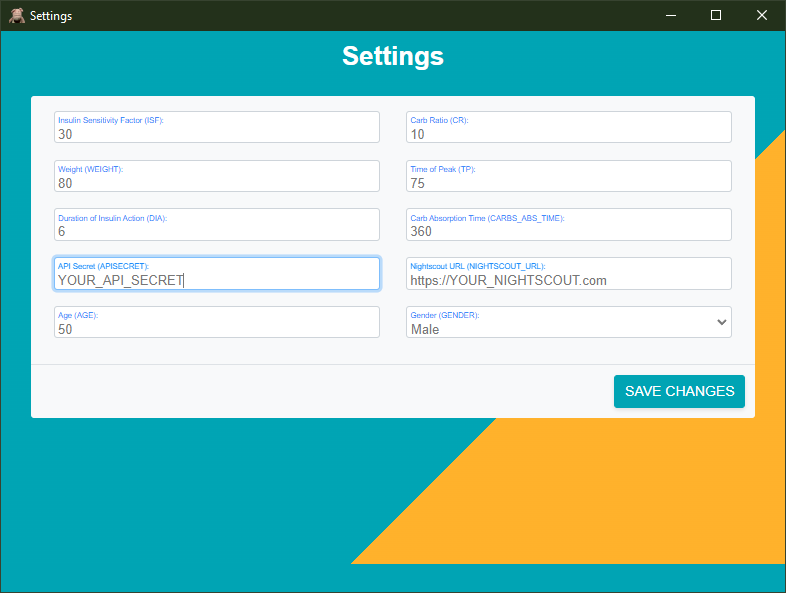 Settings
Settings
Insulin Sensitivity Factor (ISF):
30
Carb Ratio (CR):
10
Weight (WEIGHT):
80
Time of Peak (TP):
75
Duration of Insulin Action (DIA):
6
Carb Absorption Time (CARBS_ABS_TIME):
360
API Secret (APISECRET):
YOUR_API_SECRET
Nightscout URL (NIGHTSCOUT_URL):
https://YOUR_NIGHTSCOUT.com
Age (AGE):
50
Gender (GENDER):
Male
SAVE CHANGES